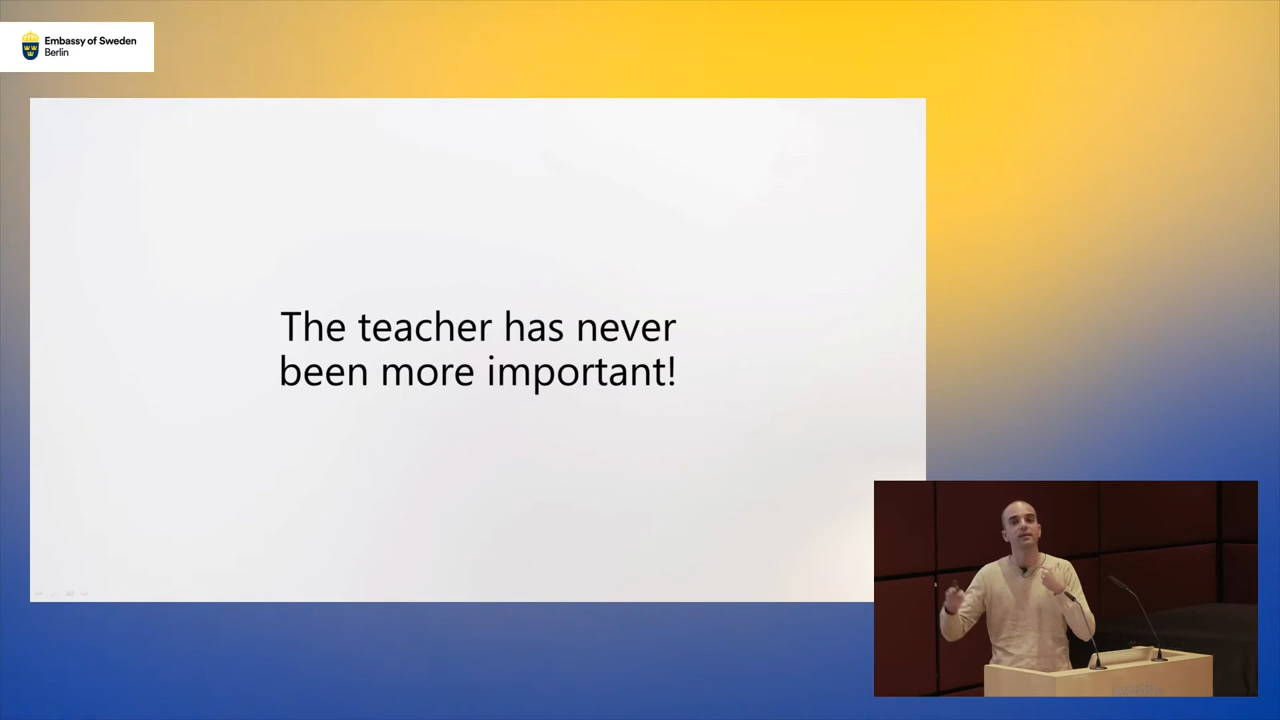 Embassy of Sweden
Berlin
The teacher has never
been more important!